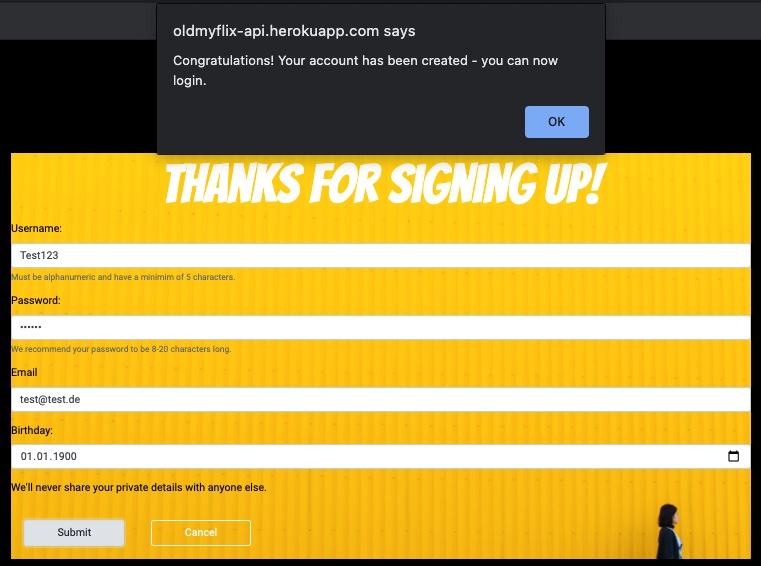 oldmyflix-api.herokuapp.com says
Congratulations! Your account has been created - you can now
login.
OK
THANKS FOR SIGNING UP!
Username:
Test123
Must be alphanumeric and have a minimim of 5 characters.
Password:
••••••
We recommend your password to be 8-20 characters long.
Email
test@test.de
Birthday:
01.01.1900
We'll never share your private details with anyone else.
Submit Cancel